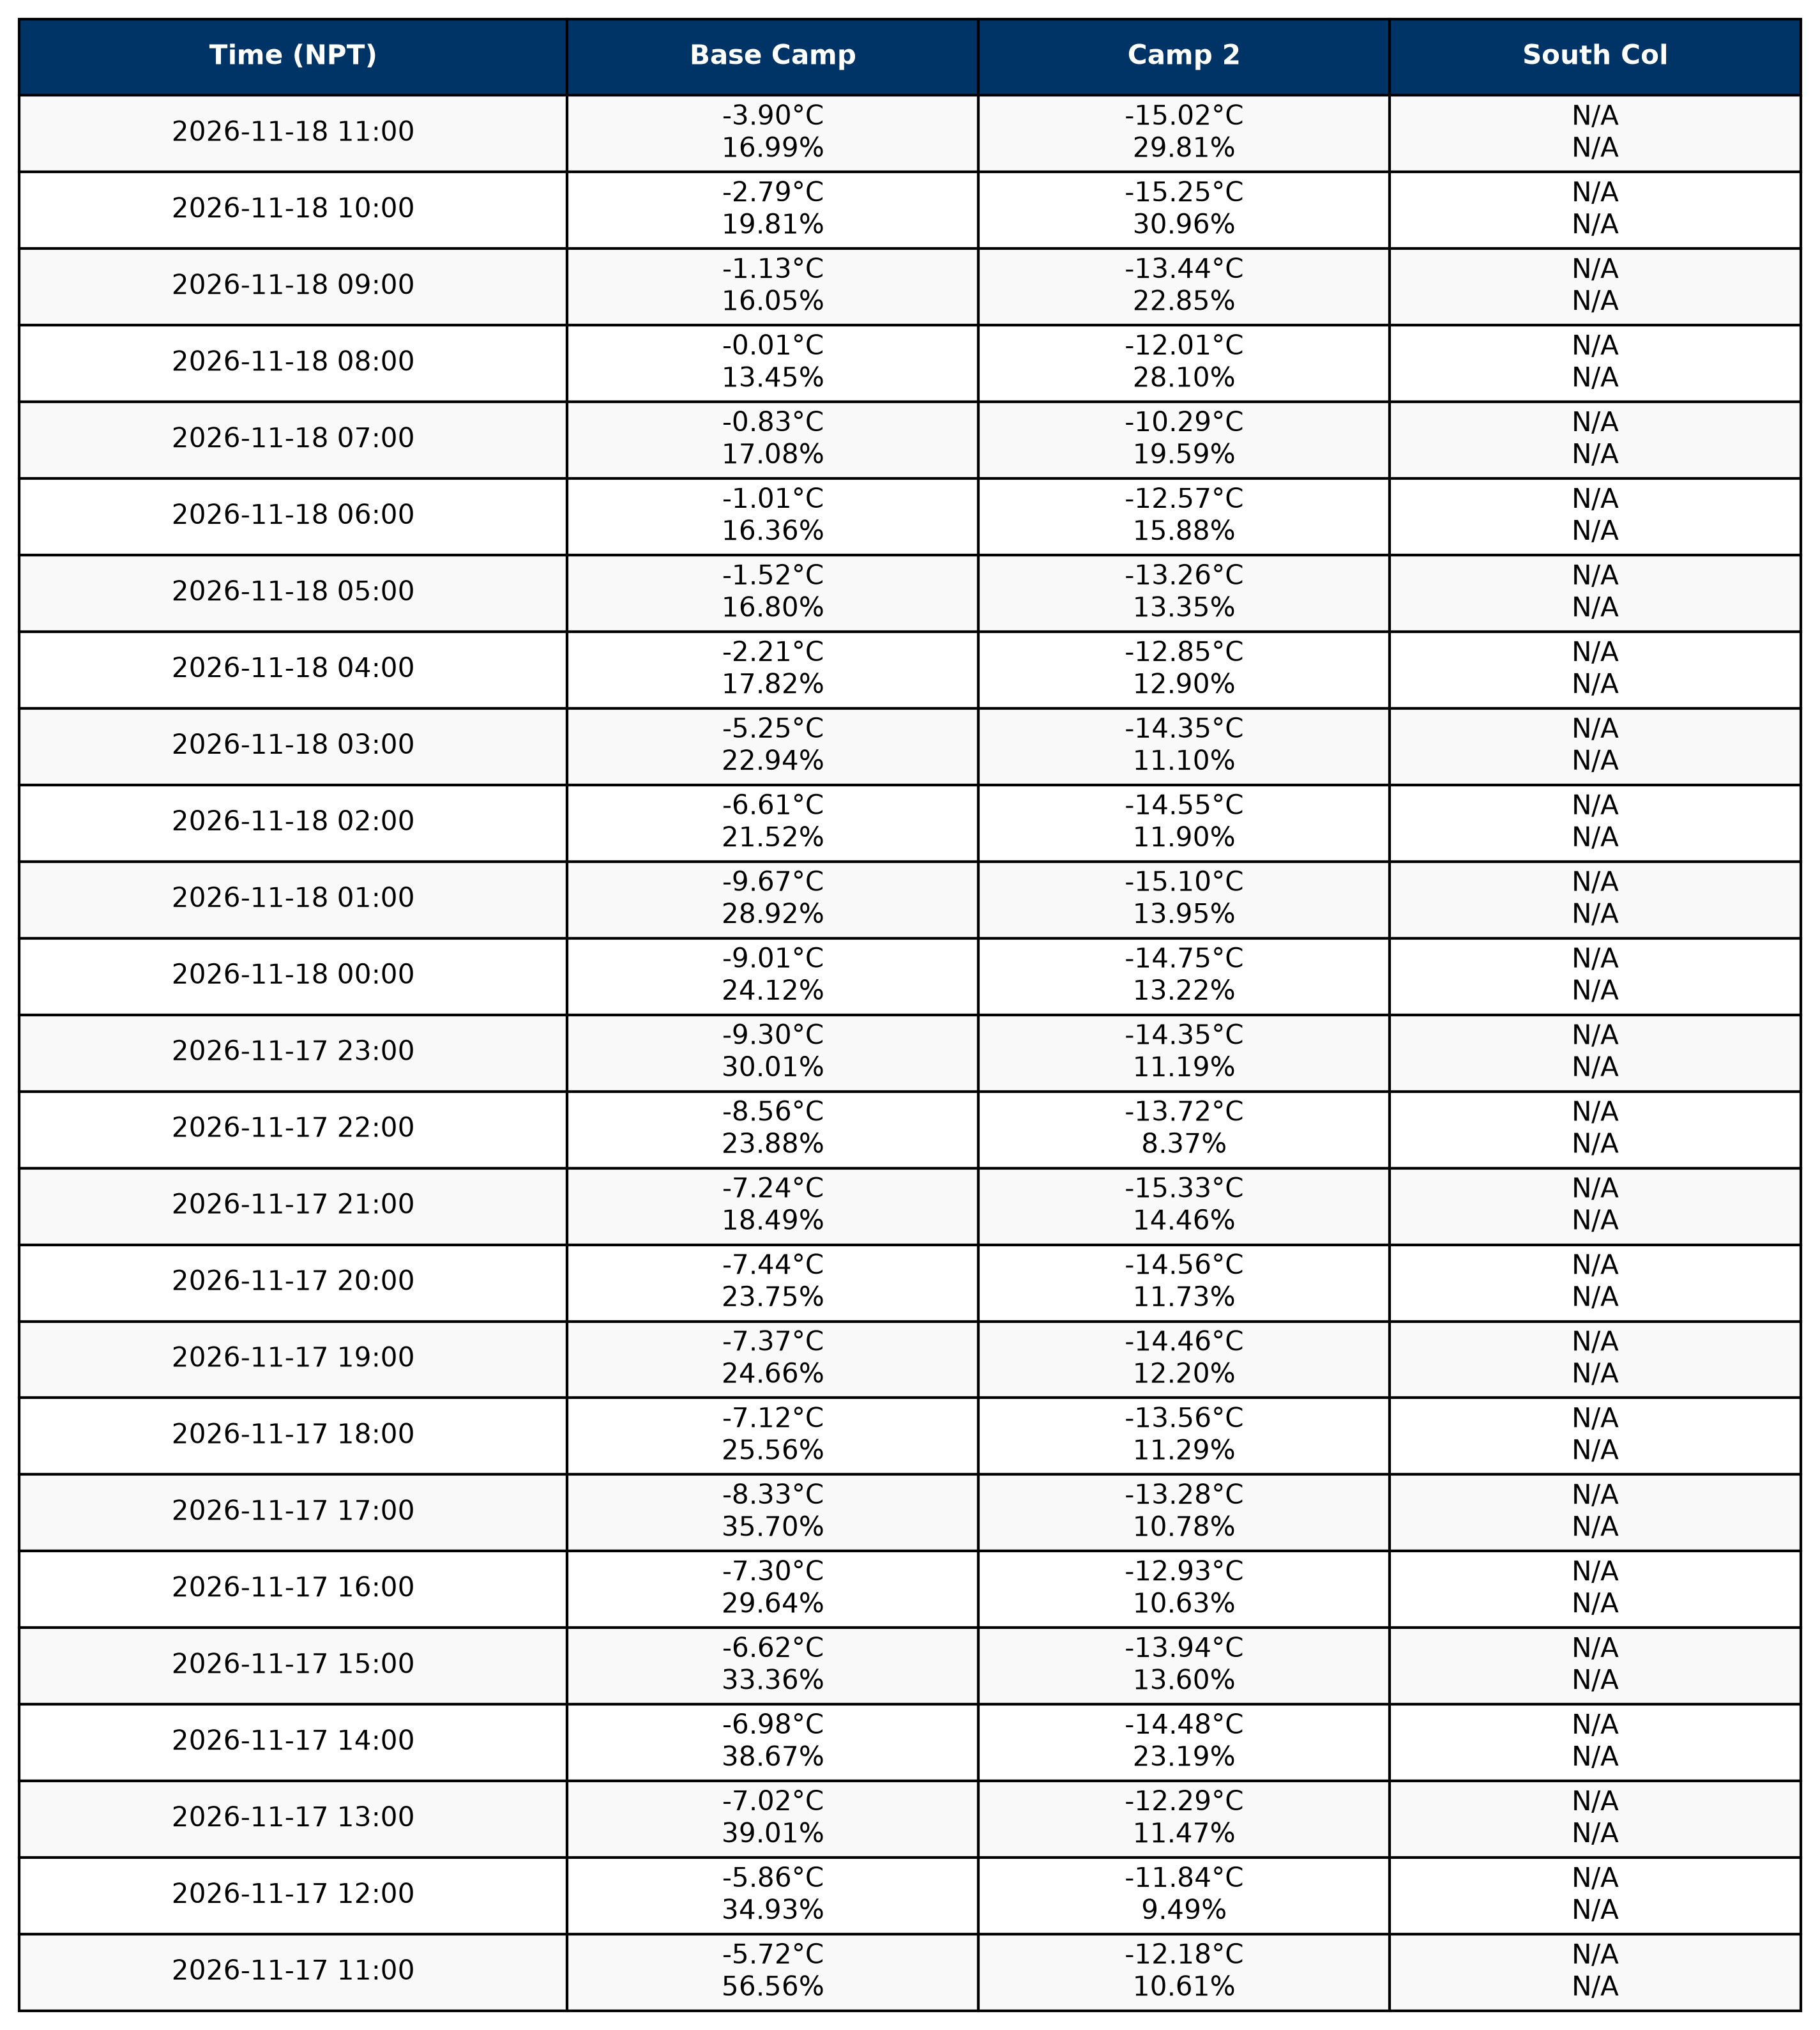 Time (NPT) Base Camp Camp 2 South Col
2026-11-18 11:00 -3.90°C -15.02°C N/A
16.99% 29.81% N/A
2026-11-18 10:00 -2.79°C -15.25°C N/A
19.81% 30.96% N/A
2026-11-18 09:00 -1.13°C -13.44°C N/A
16.05% 22.85% N/A
2026-11-18 08:00 -0.01°C -12.01°C N/A
13.45% 28.10% N/A
2026-11-18 07:00 -0.83°C -10.29°C N/A
17.08% 19.59% N/A
2026-11-18 06:00 -1.01°C -12.57°C N/A
16.36% 15.88% N/A
2026-11-18 05:00 -1.52°C -13.26°C N/A
16.80% 13.35% N/A
2026-11-18 04:00 -2.21°C -12.85°C N/A
17.82% 12.90% N/A
2026-11-18 03:00 -5.25°C -14.35°C N/A
22.94% 11.10% N/A
2026-11-18 02:00 -6.61°C -14.55°C N/A
21.52% 11.90% N/A
2026-11-18 01:00 -9.67°C -15.10°C N/A
28.92% 13.95% N/A
2026-11-18 00:00 -9.01°C -14.75°C N/A
24.12% 13.22% N/A
2026-11-17 23:00 -9.30°C -14.35°C N/A
30.01% 11.19% N/A
2026-11-17 22:00 -8.56°C -13.72°C N/A
23.88% 8.37% N/A
2026-11-17 21:00 -7.24°C -15.33°C N/A
18.49% 14.46% N/A
2026-11-17 20:00 -7.44°C -14.56°C N/A
23.75% 11.73% N/A
2026-11-17 19:00 -7.37°C -14.46°C N/A
24.66% 12.20% N/A
2026-11-17 18:00 -7.12°C -13.56°C N/A
25.56% 11.29% N/A
2026-11-17 17:00 -8.33°C -13.28°C N/A
35.70% 10.78% N/A
2026-11-17 16:00 -7.30°C -12.93°C N/A
29.64% 10.63% N/A
2026-11-17 15:00 -6.62°C -13.94°C N/A
33.36% 13.60% N/A
2026-11-17 14:00 -6.98°C -14.48°C N/A
38.67% 23.19% N/A
2026-11-17 13:00 -7.02°C -12.29°C N/A
39.01% 11.47% N/A
2026-11-17 12:00 -5.86°C -11.84°C N/A
34.93% 9.49% N/A
2026-11-17 11:00 -5.72°C -12.18°C N/A
56.56% 10.61% N/A